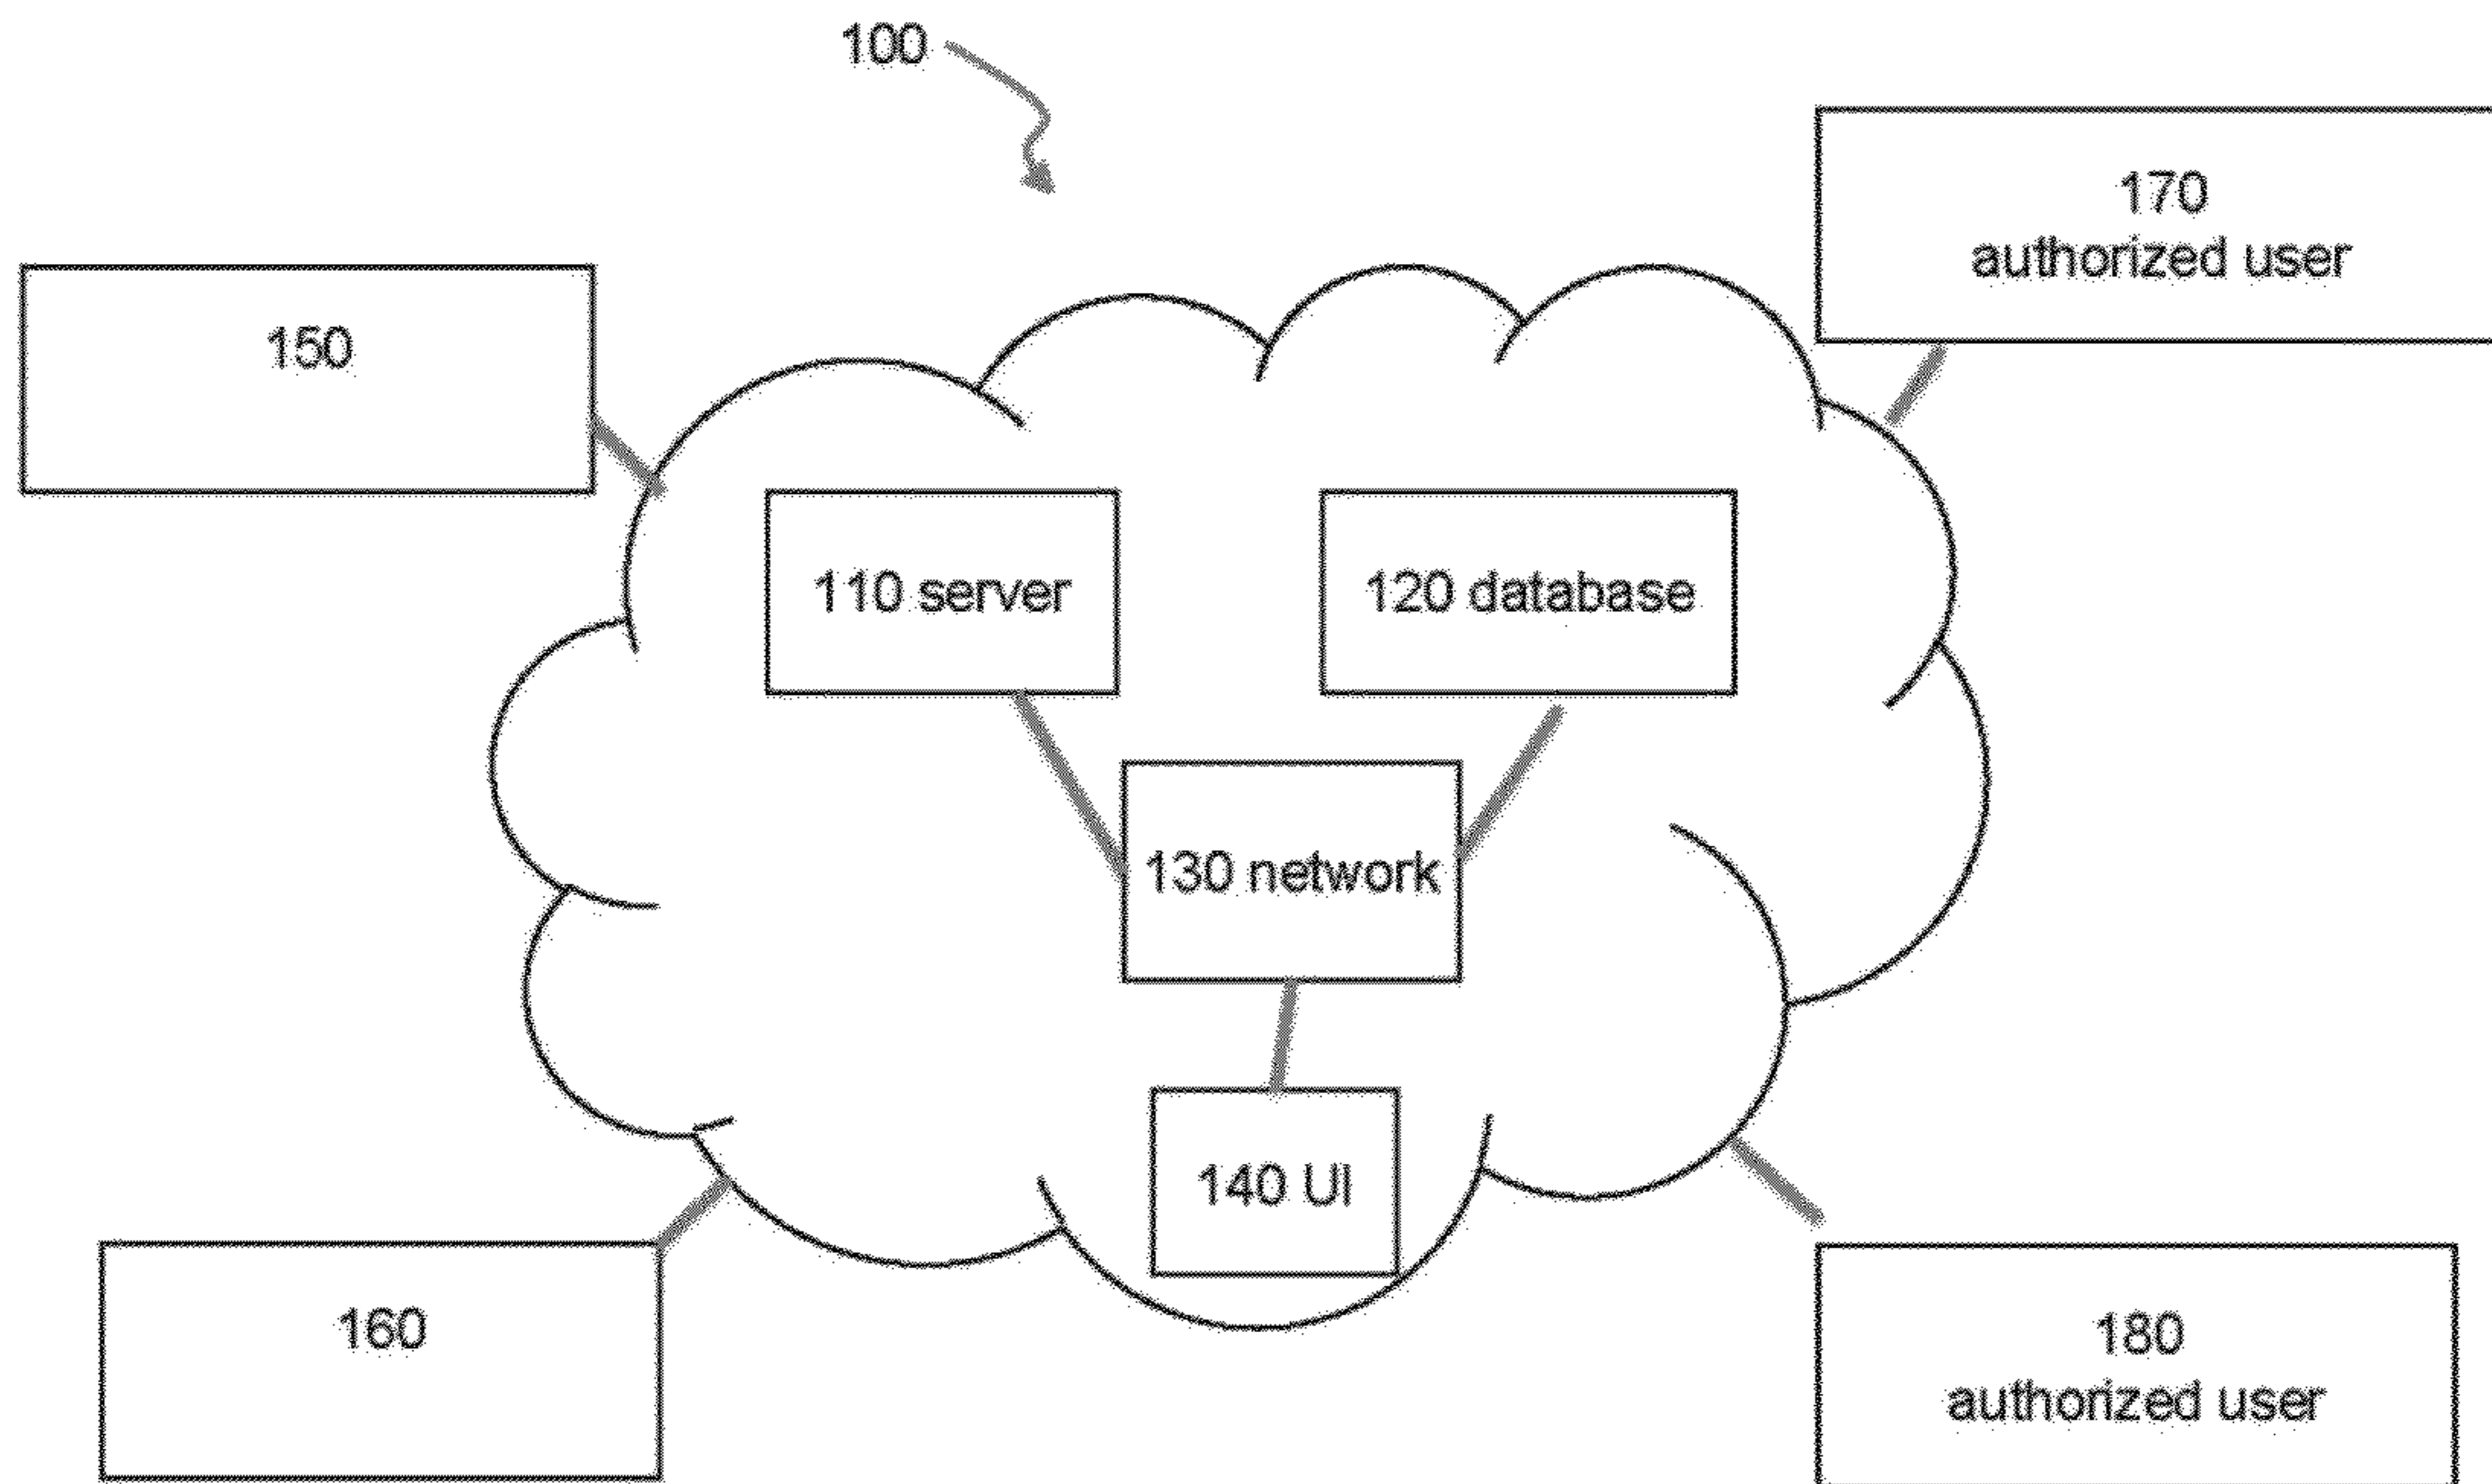 100
170
authorized user
150
110 server
120 database
130 network
140 UI
160
180
authorized user